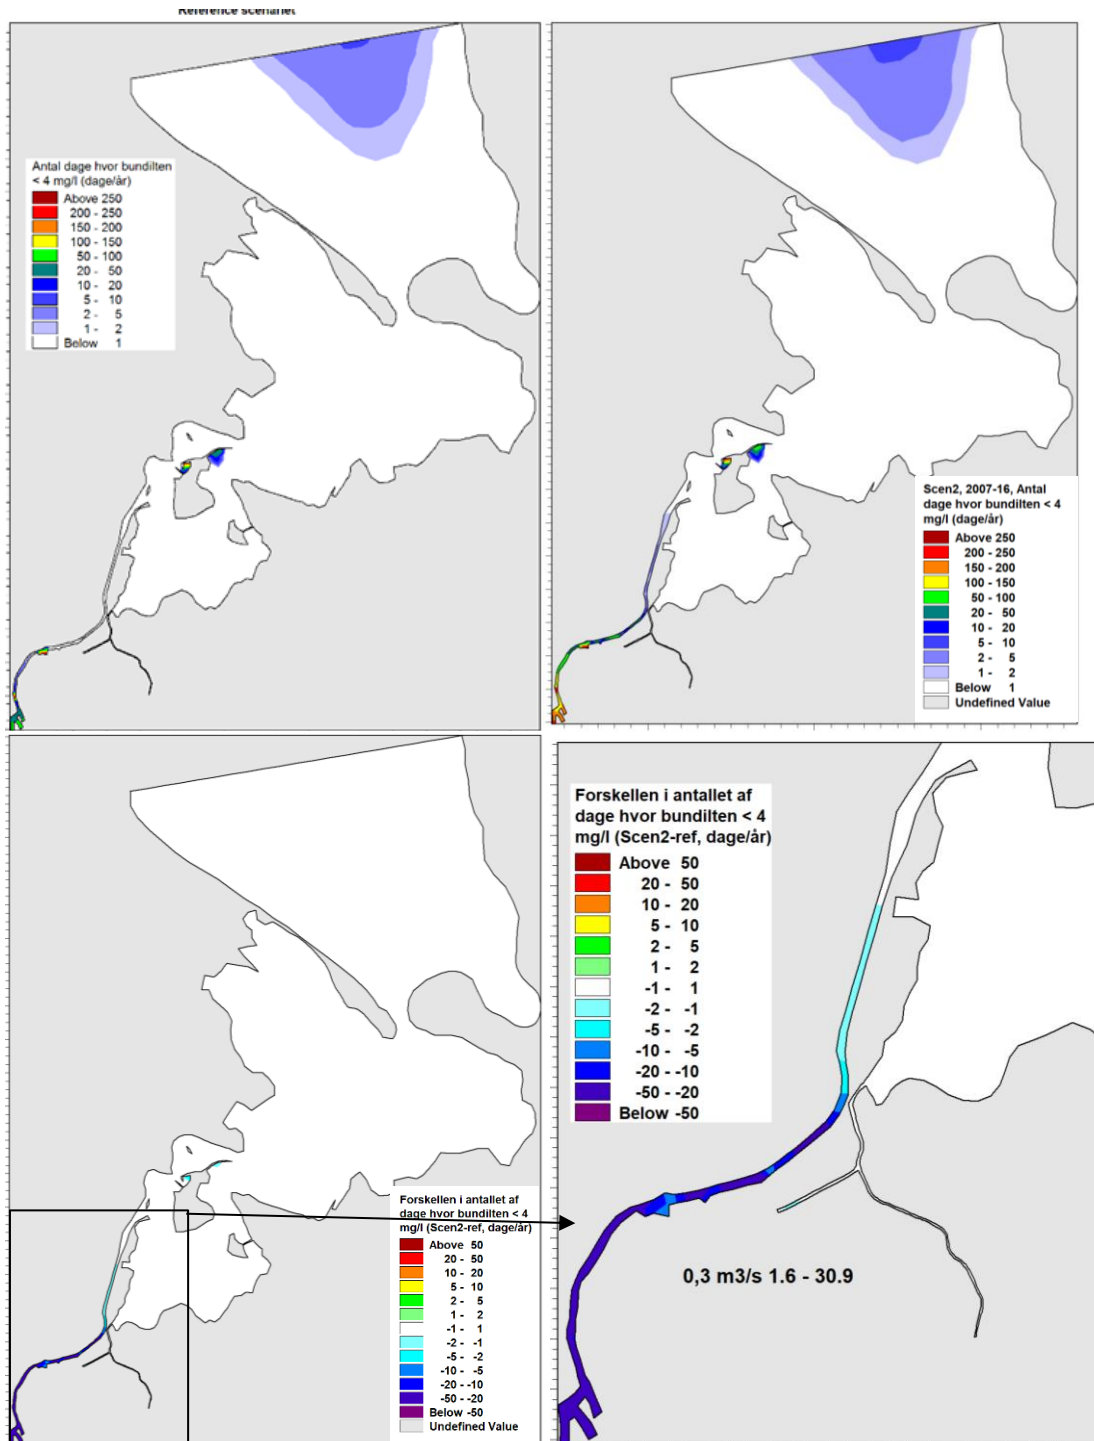 Reference scenariet
Antal dage hvor bundilten
< 4 mg/l (dage/år)
Above 250
200 - 250
150 - 200
100 - 150
50 - 100
20 - 50
10 - 20
5 - 10
2 - 5
1 - 2
Below 1
Scen2, 2007-16, Antal
dage hvor bundilten < 4
mg/l (dage/år)
Above 250
200 - 250
150 - 200
100 - 150
50 - 100
20 - 50
10 - 20
5 - 10
2 - 5
1 - 2
Below 1
Undefined Value
Forskellen i antallet af
dage hvor bundilten < 4
mg/l (Scen2-ref, dage/år)
Above 50
20 - 50
10 - 20
5 - 10
2 - 5
1 - 2
-1 - 1
-2 - -1
-5 - -2
-10 - -5
-20 - -10
-50 - -20
Below -50
Undefined Value
Forskellen i antallet af
dage hvor bundilten < 4
mg/l (Scen2-ref, dage/år)
Above 50
20 - 50
10 - 20
5 - 10
2 - 5
1 - 2
-1 - 1
-2 - -1
-5 - -2
-10 - -5
-20 - -10
-50 - -20
Below -50
0,3 m3/s 1.6 - 30.9